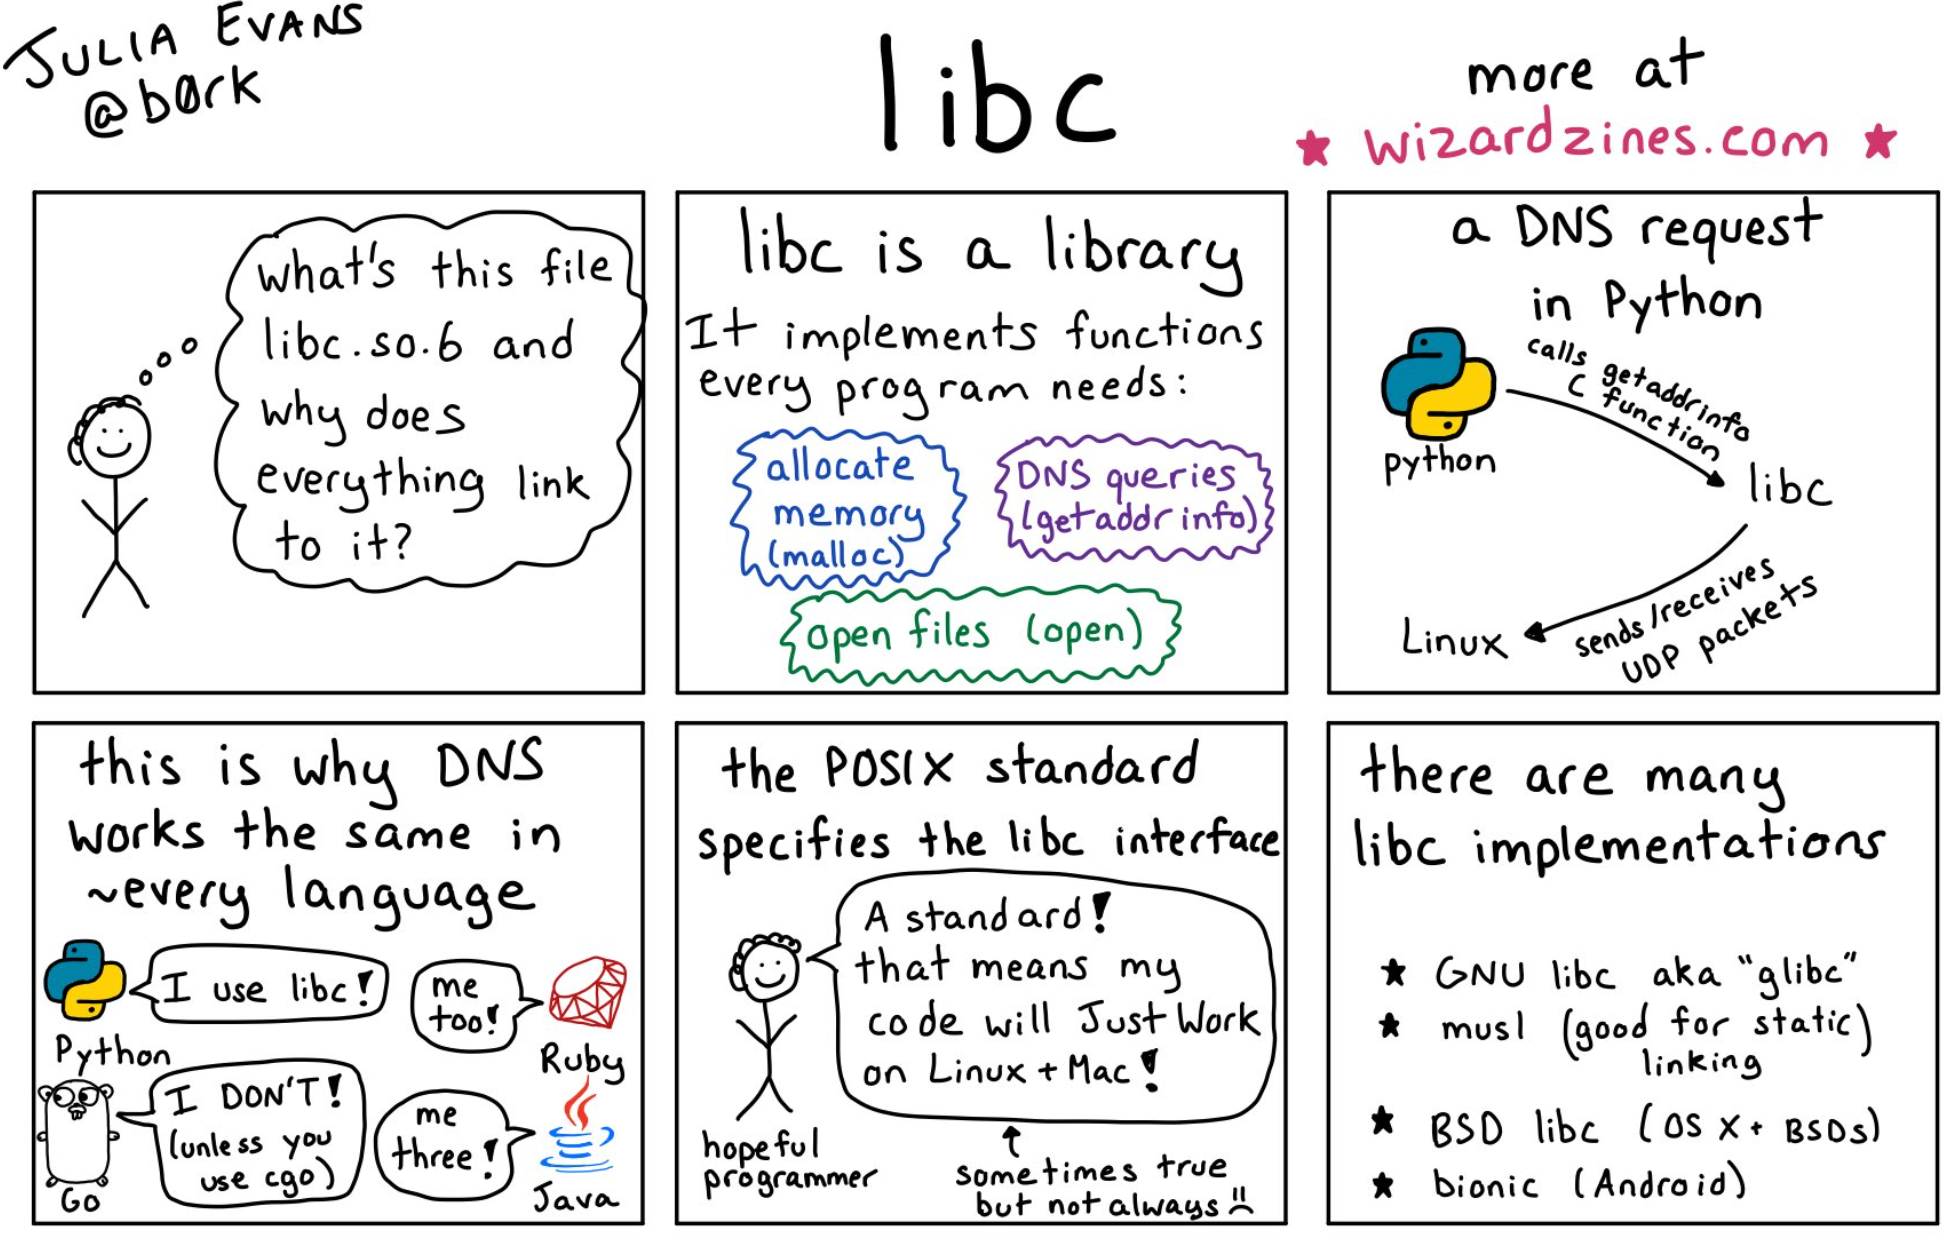 JULIA EVANS
@b0rk
libc
more at
★ wizardzines.com ★
what's this file
libc.so.6 and
why does
everything link
to it?
libc is a library
It implements functions
every program needs:
allocate
memory
(malloc)
DNS queries
(getaddrinfo)
open files (open)
a DNS request
in Python
python
calls getaddrinfo
C function
libc
sends/receives
UDP packets
Linux
this is why DNS
works the same in
~every language
I use libc!
Python
me
too!
Ruby
I DON'T!
(unless you
use cgo)
Go
me
three!
Java
the POSIX standard
specifies the libc interface
A standard!
that means my
code will Just Work
on Linux + Mac!
hopeful
programmer
sometimes true
but not always :(
there are many
libc implementations
★ GNU libc aka "glibc"
★ musl (good for static)
linking
★ BSD libc (OS X + BSDs)
★ bionic (Android)